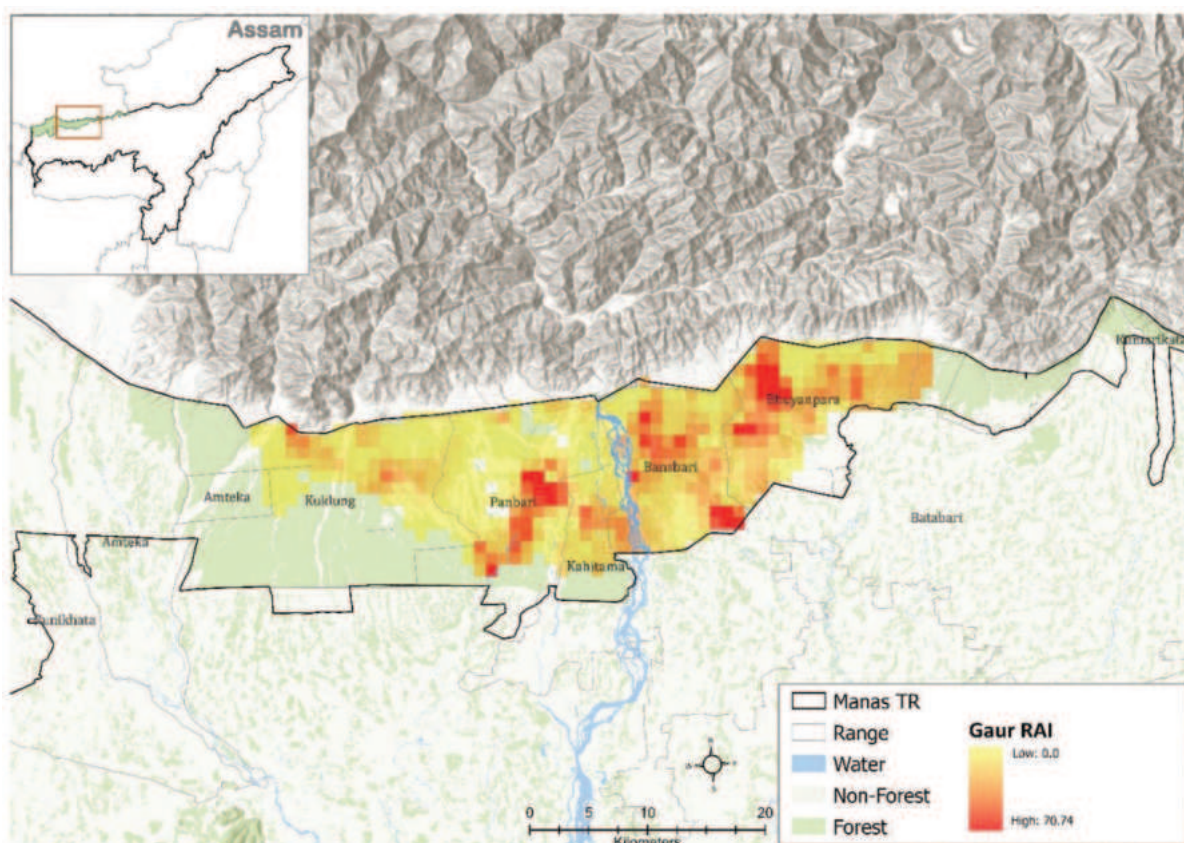 Assam
Kahitama
Amteka
Kuklung
Panbari
Bansbari
Bhuyanpara
Batabari
Amteka
Manas TR
Range
Water
Non-Forest
Forest
Gaur RAI
Low: 0.0
High: 70.74
0 5 10 20
Kilometers